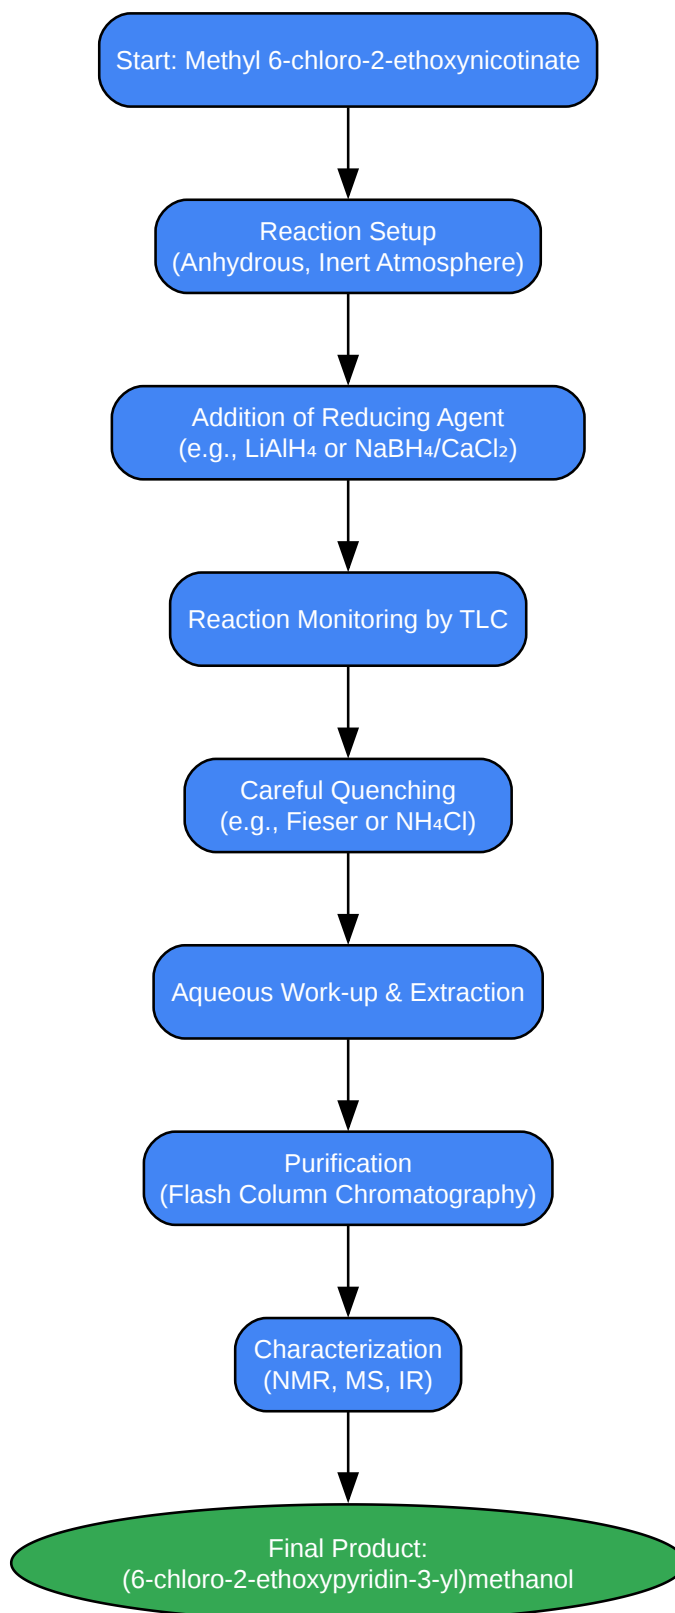 Start: Methyl 6-chloro-2-ethoxynicotinate
Reaction Setup
(Anhydrous, Inert Atmosphere)
Addition of Reducing Agent
(e.g., LiAlH₄ or NaBH₄/CaCl₂)
Reaction Monitoring by TLC
Careful Quenching
(e.g., Fieser or NH₄Cl)
Aqueous Work-up & Extraction
Purification
(Flash Column Chromatography)
Characterization
(NMR, MS, IR)
Final Product:
(6-chloro-2-ethoxypyridin-3-yl)methanol